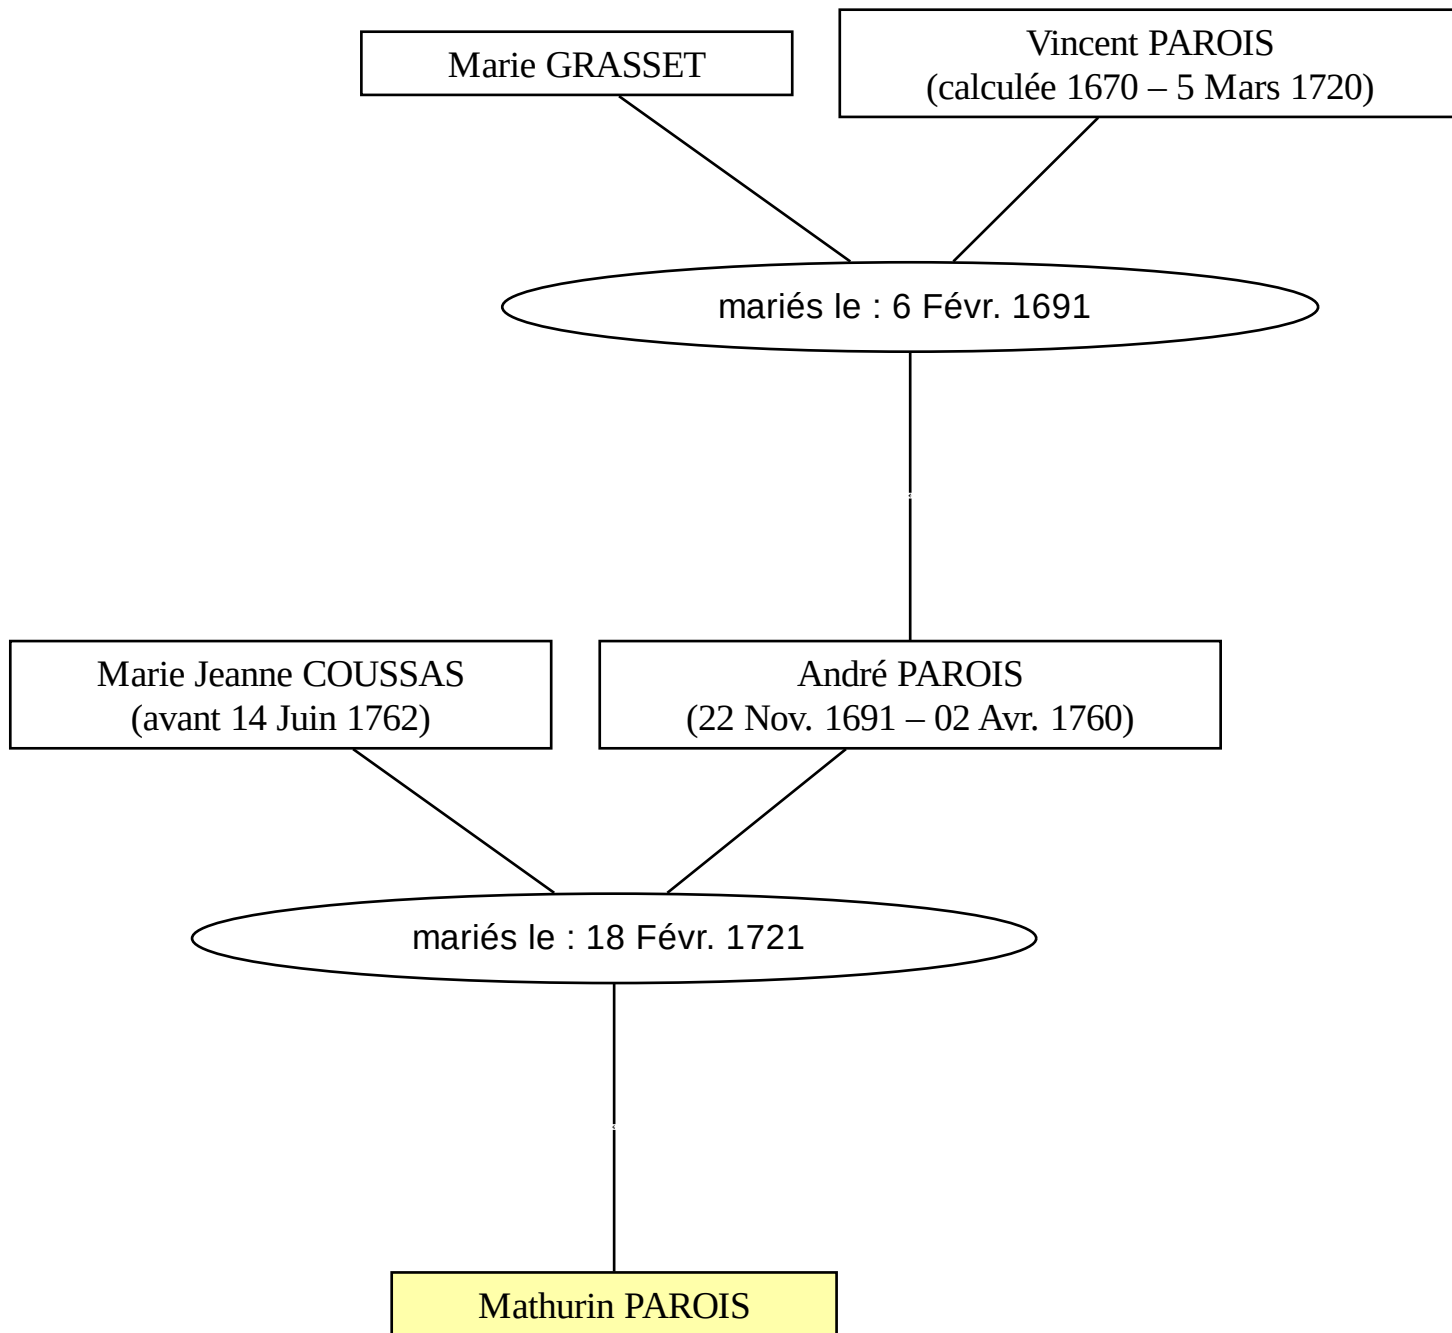 Marie GRASSET
Vincent PAROIS
(calculée 1670 – 5 Mars 1720)
mariés le : 6 Févr. 1691
Marie Jeanne COUSSAS
(avant 14 Juin 1762)
André PAROIS
(22 Nov. 1691 – 02 Avr. 1760)
mariés le : 18 Févr. 1721
Mathurin PAROIS